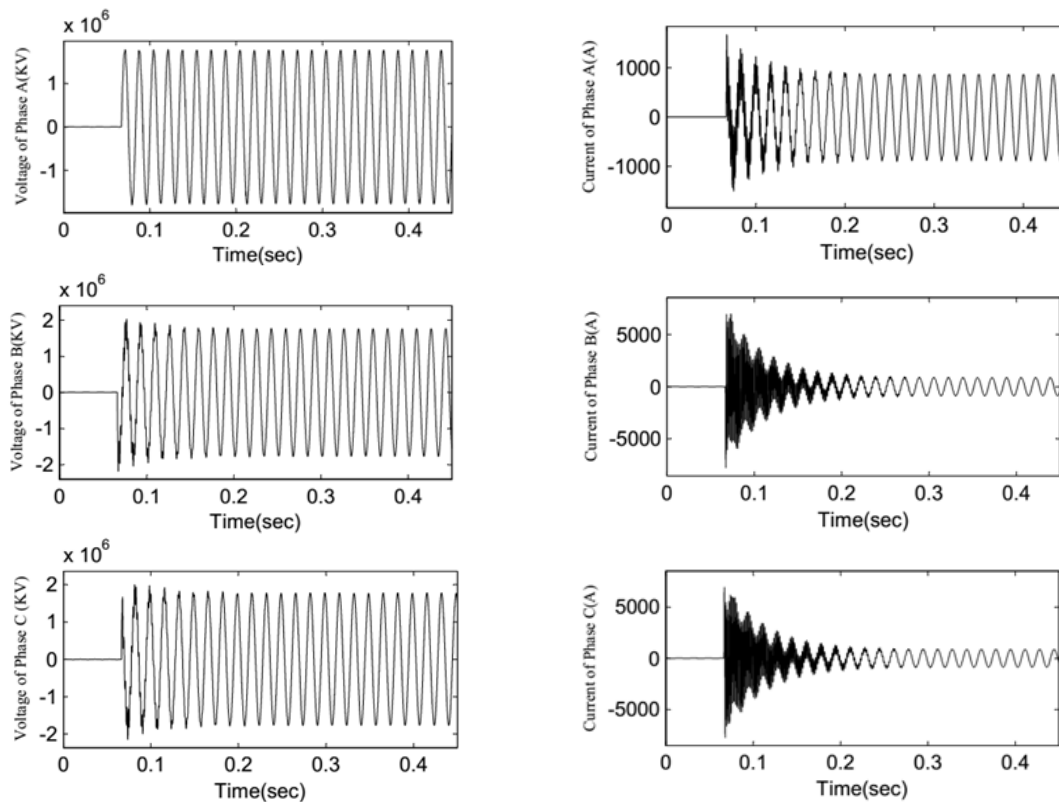 x 10^6
Voltage of Phase A(KV)
1
0
-1
0 0.1 0.2 0.3 0.4
Time(sec)
Current of Phase A(A)
1000
0
-1000
0 0.1 0.2 0.3 0.4
Time(sec)
x 10^6
Voltage of Phase B(KV)
2
1
0
-1
-2
0 0.1 0.2 0.3 0.4
Time(sec)
Current of Phase B(A)
5000
0
-5000
0 0.1 0.2 0.3 0.4
Time(sec)
x 10^6
Voltage of Phase C (KV)
2
1
0
-1
-2
0 0.1 0.2 0.3 0.4
Time(sec)
Current of Phase C(A)
5000
0
-5000
0 0.1 0.2 0.3 0.4
Time(sec)